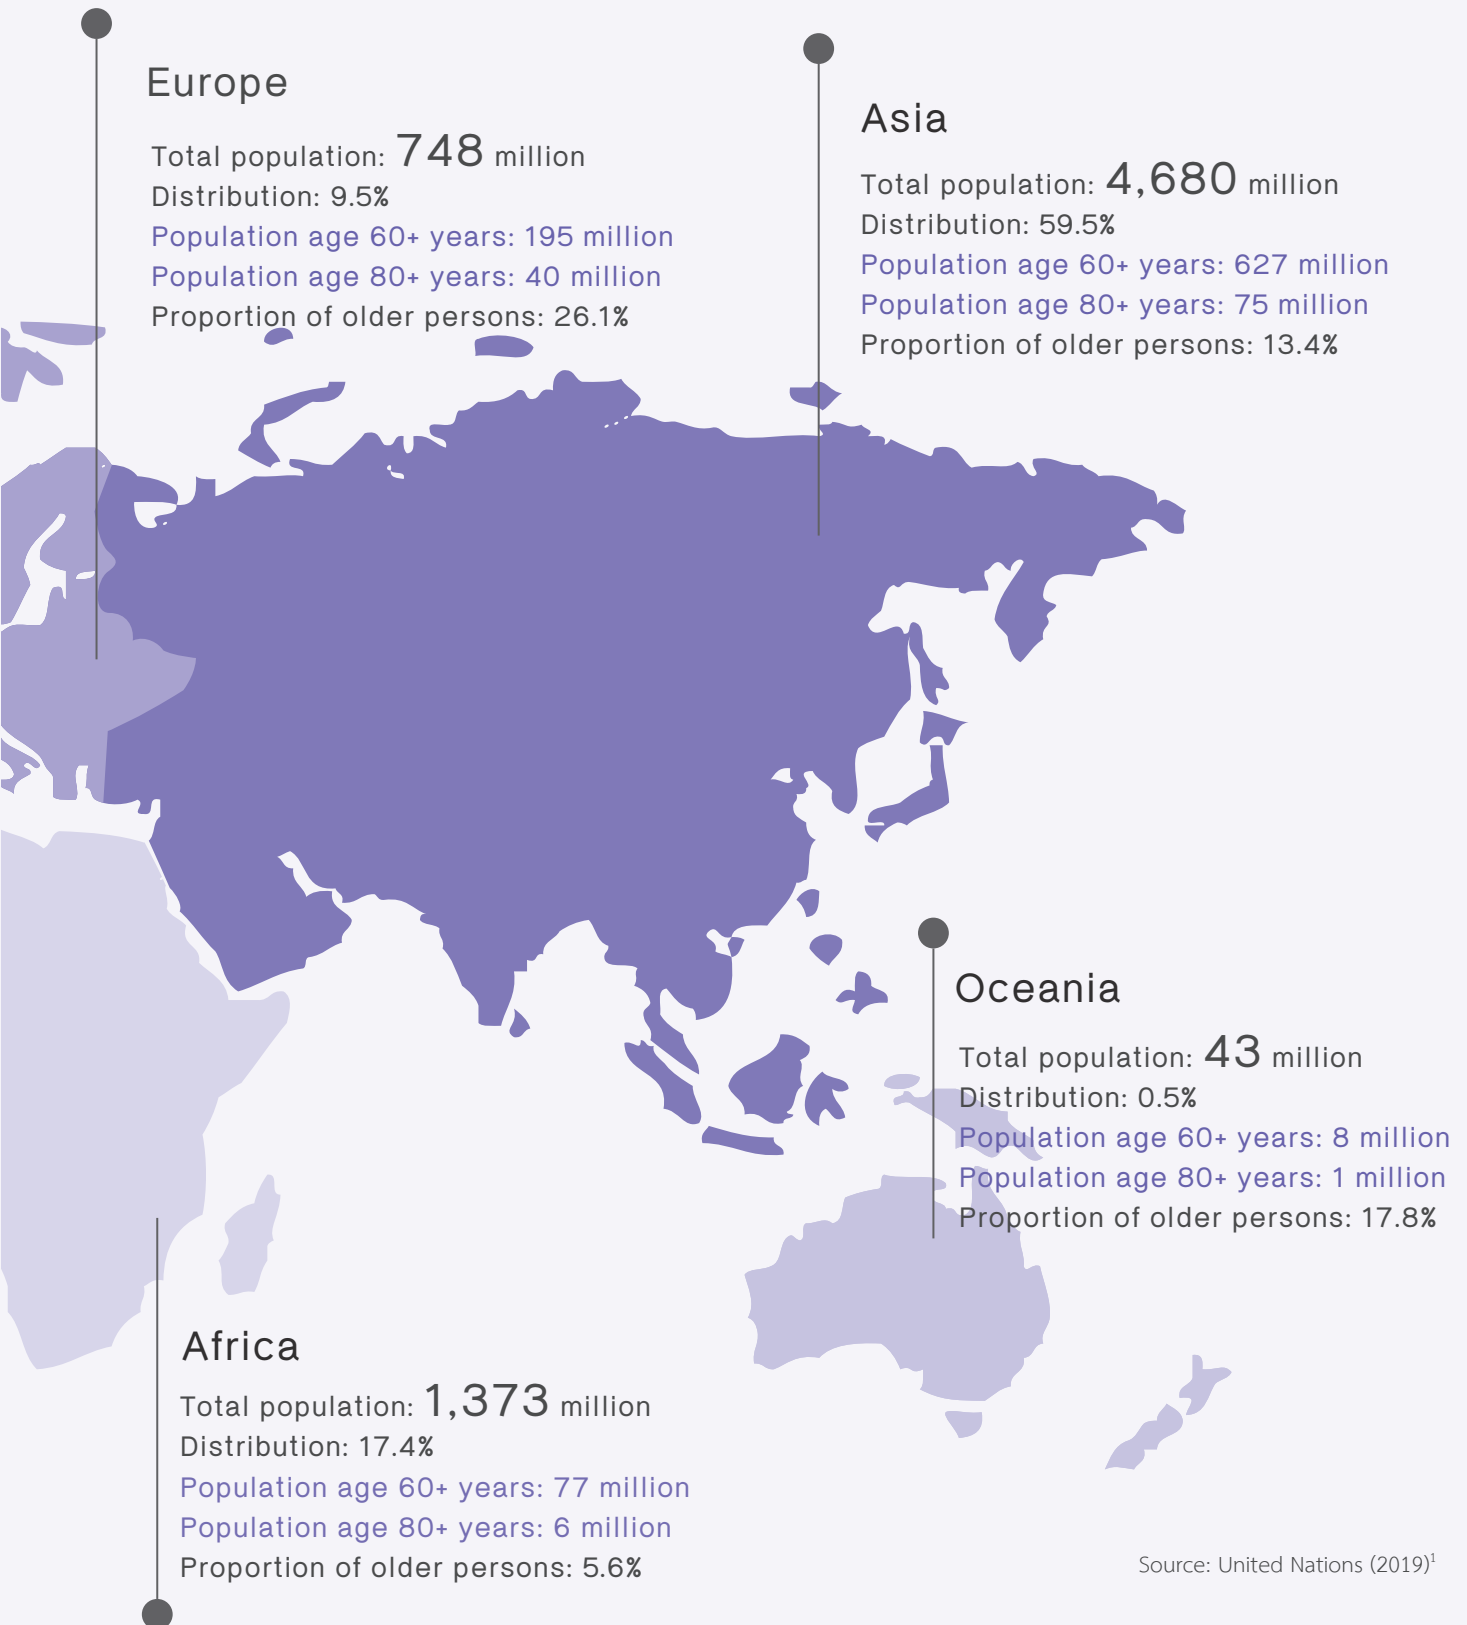 Europe
Total population: 748 million
Distribution: 9.5%
Population age 60+ years: 195 million
Population age 80+ years: 40 million
Proportion of older persons: 26.1%
Asia
Total population: 4,680 million
Distribution: 59.5%
Population age 60+ years: 627 million
Population age 80+ years: 75 million
Proportion of older persons: 13.4%
Oceania
Total population: 43 million
Distribution: 0.5%
Population age 60+ years: 8 million
Population age 80+ years: 1 million
Proportion of older persons: 17.8%
Africa
Total population: 1,373 million
Distribution: 17.4%
Population age 60+ years: 77 million
Population age 80+ years: 6 million
Proportion of older persons: 5.6%
Source: United Nations (2019)¹